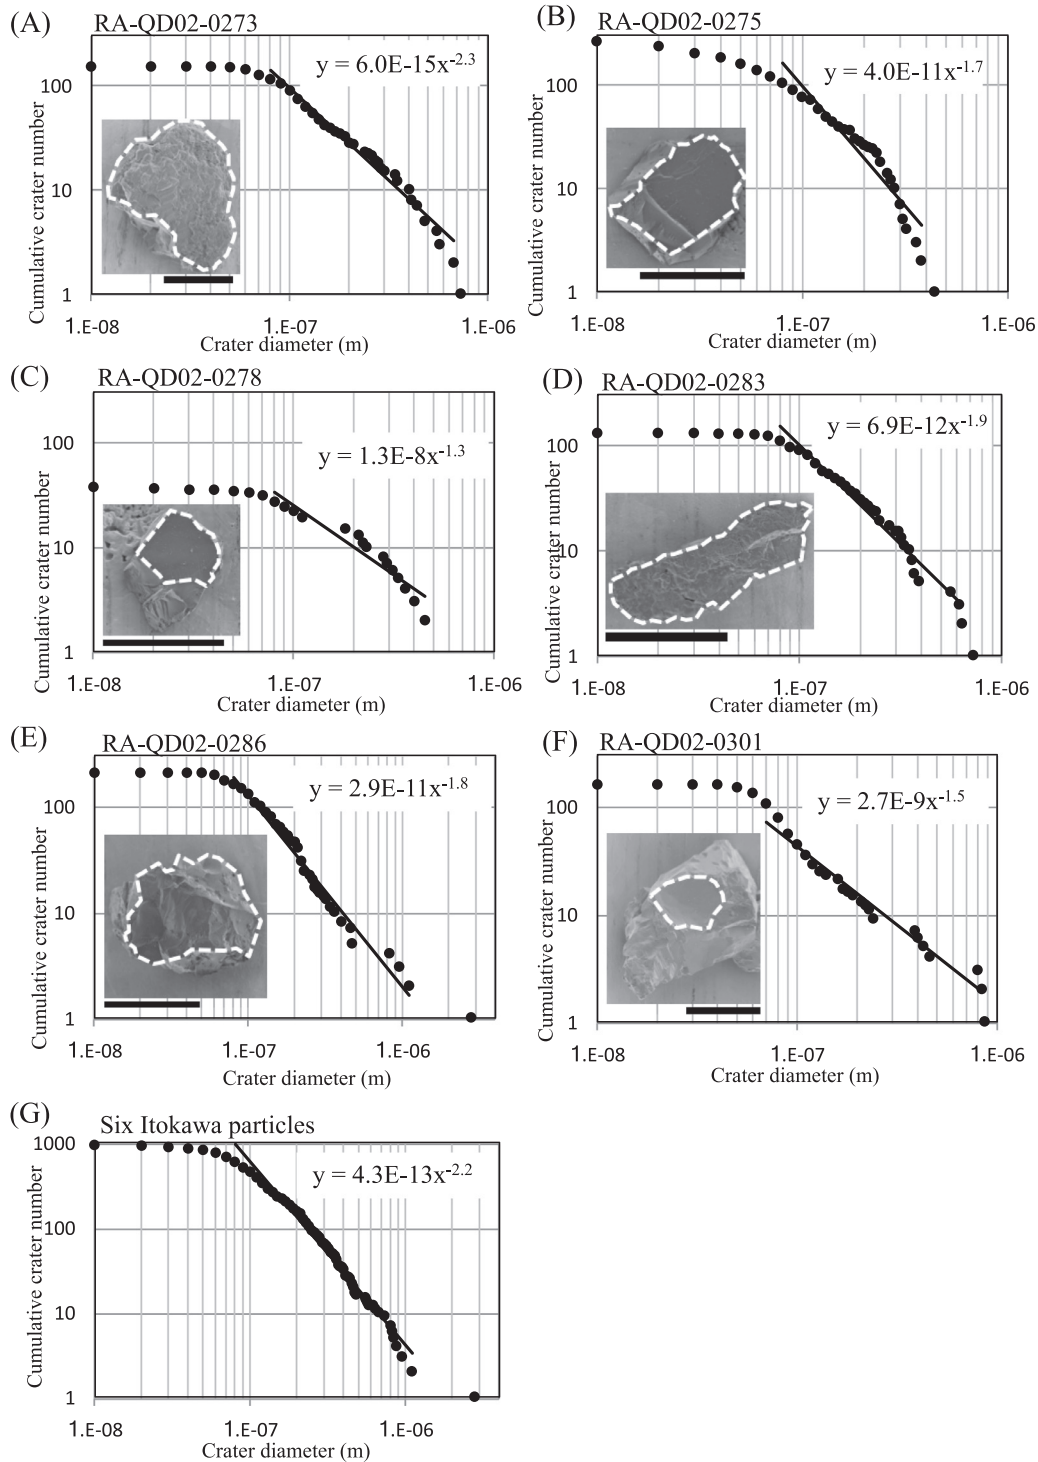 (A)
RA-QD02-0273
y = 6.0E-15x-2.3
Cumulative crater number
100
10
1
1.E-08
1.E-07
1.E-06
Crater diameter (m)
(B)
RA-QD02-0275
y = 4.0E-11x-1.7
Cumulative crater number
100
10
1
1.E-08
1.E-07
1.E-06
Crater diameter (m)
(C)
RA-QD02-0278
y = 1.3E-8x-1.3
Cumulative crater number
100
10
1
1.E-08
1.E-07
1.E-06
Crater diameter (m)
(D)
RA-QD02-0283
y = 6.9E-12x-1.9
Cumulative crater number
100
10
1
1.E-08
1.E-07
1.E-06
Crater diameter (m)
(E)
RA-QD02-0286
y = 2.9E-11x-1.8
Cumulative crater number
100
10
1
1.E-08
1.E-07
1.E-06
Crater diameter (m)
(F)
RA-QD02-0301
y = 2.7E-9x-1.5
Cumulative crater number
100
10
1
1.E-08
1.E-07
1.E-06
Crater diameter (m)
(G)
Six Itokawa particles
y = 4.3E-13x-2.2
Cumulative crater number
1000
100
10
1
1.E-08
1.E-07
1.E-06
Crater diameter (m)